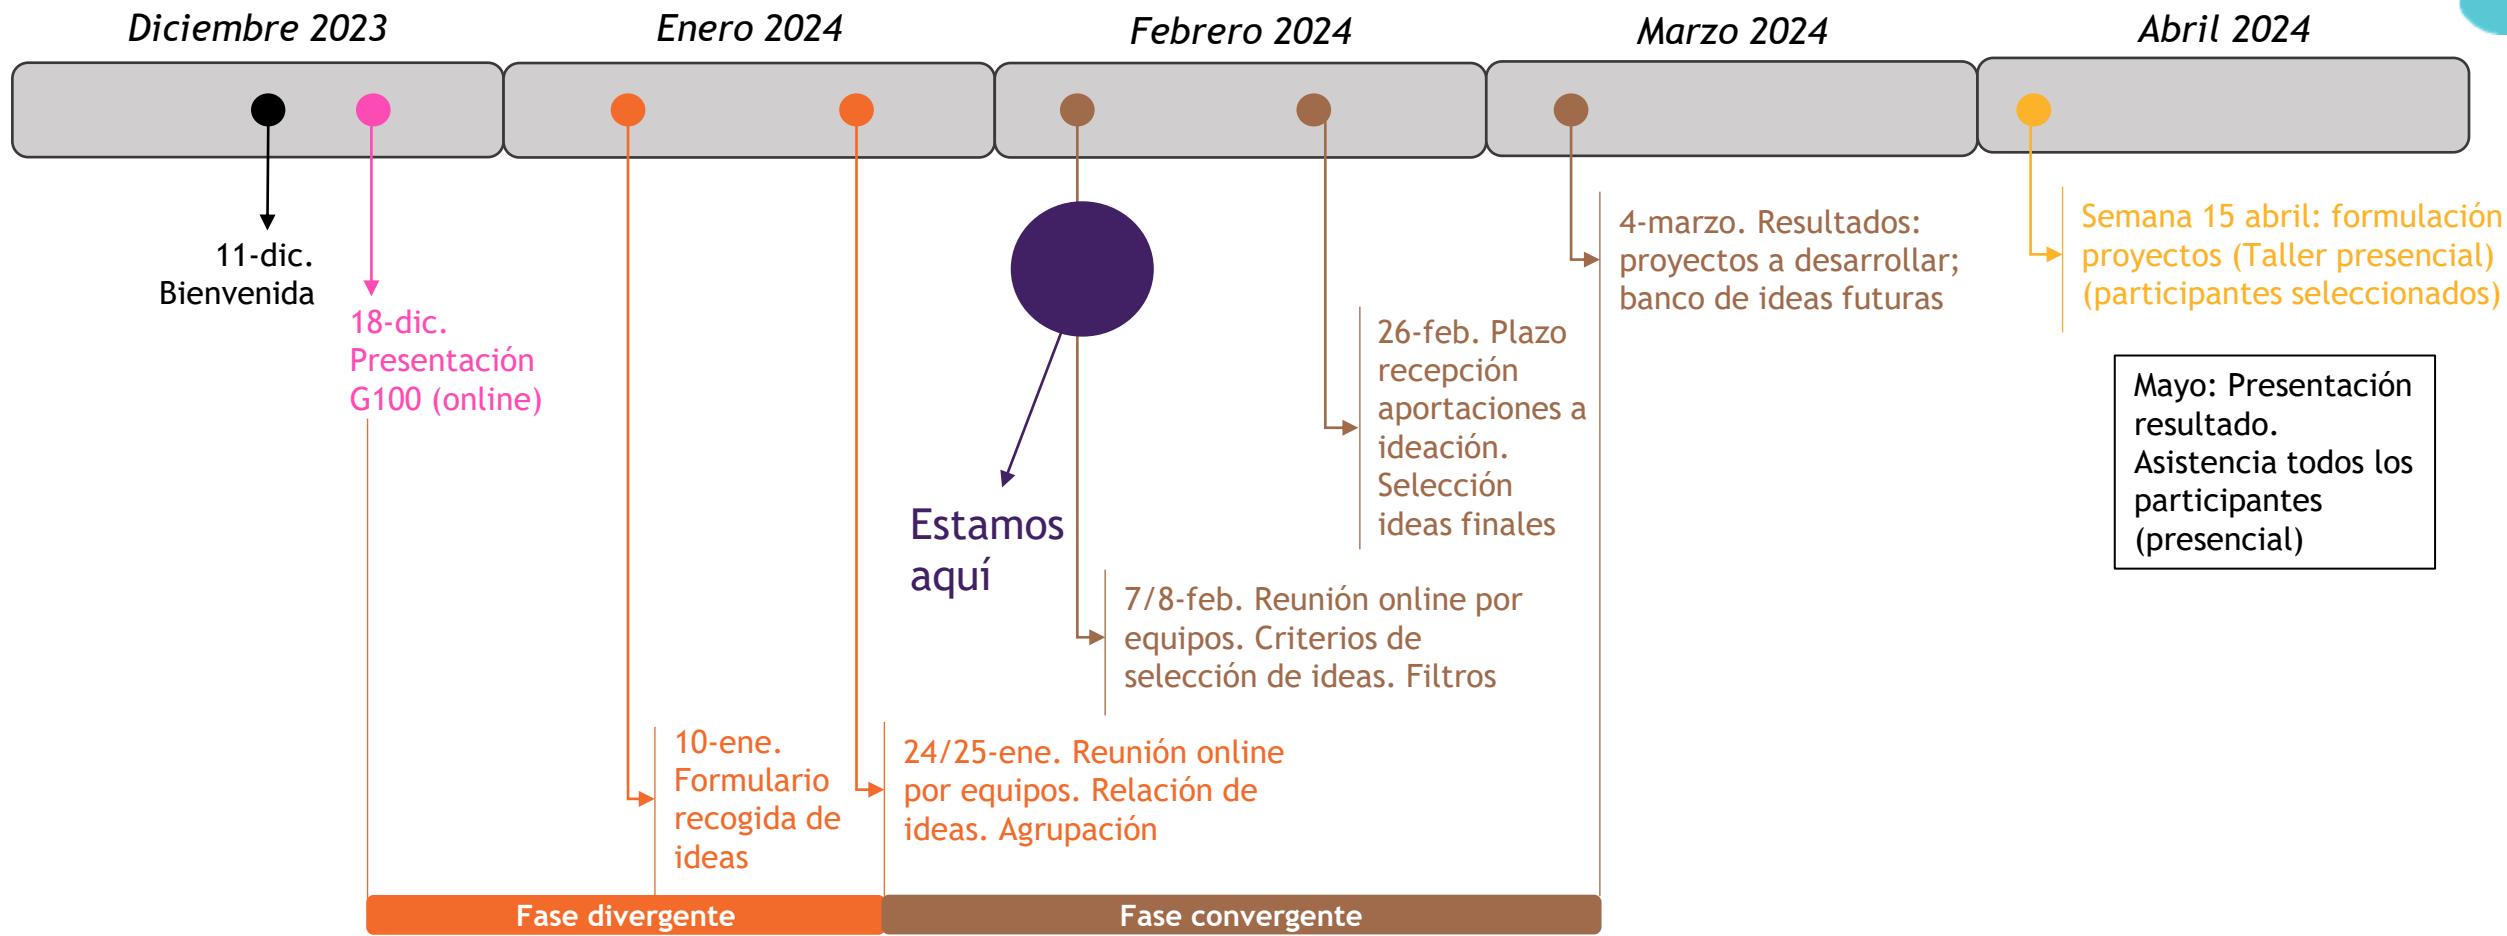 Diciembre 2023
Enero 2024
Febrero 2024
Marzo 2024
Abril 2024
11-dic.
Bienvenida
18-dic.
Presentación
G100 (online)
10-ene.
Formulario
recogida de
ideas
24/25-ene. Reunión online
por equipos. Relación de
ideas. Agrupación
Estamos
aquí
7/8-feb. Reunión online por
equipos. Criterios de
selección de ideas. Filtros
26-feb. Plazo
recepción
aportaciones a
ideación.
Selección
ideas finales
4-marzo. Resultados:
proyectos a desarrollar;
banco de ideas futuras
Semana 15 abril: formulación
proyectos (Taller presencial)
(participantes seleccionados)
Mayo: Presentación
resultado.
Asistencia todos los
participantes
(presencial)
Fase divergente
Fase convergente